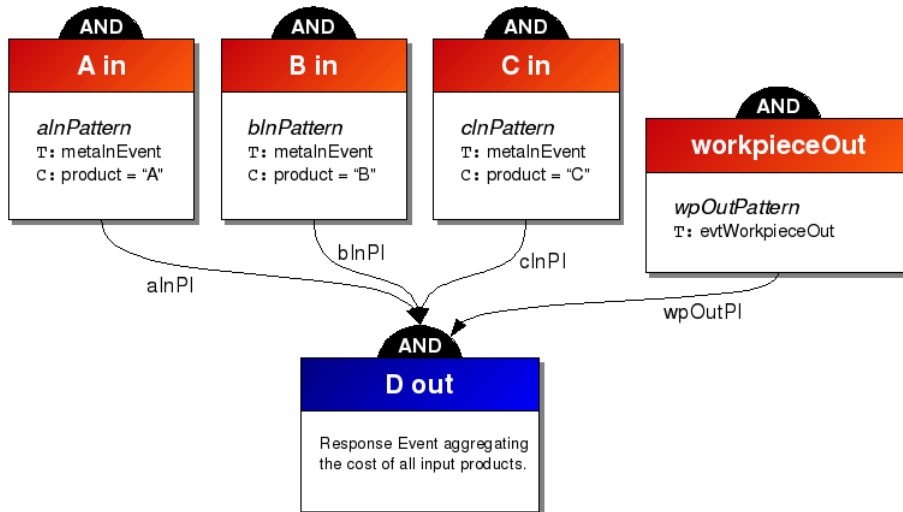 AND
A in
aInPattern
T: metaInEvent
C: product = “A”
AND
B in
bInPattern
T: metaInEvent
C: product = “B”
AND
C in
cInPattern
T: metaInEvent
C: product = “C”
AND
workpieceOut
wpOutPattern
T: evtWorkpieceOut
aInPI
bInPI
cInPI
wpOutPI
AND
D out
Response Event aggregating
the cost of all input products.